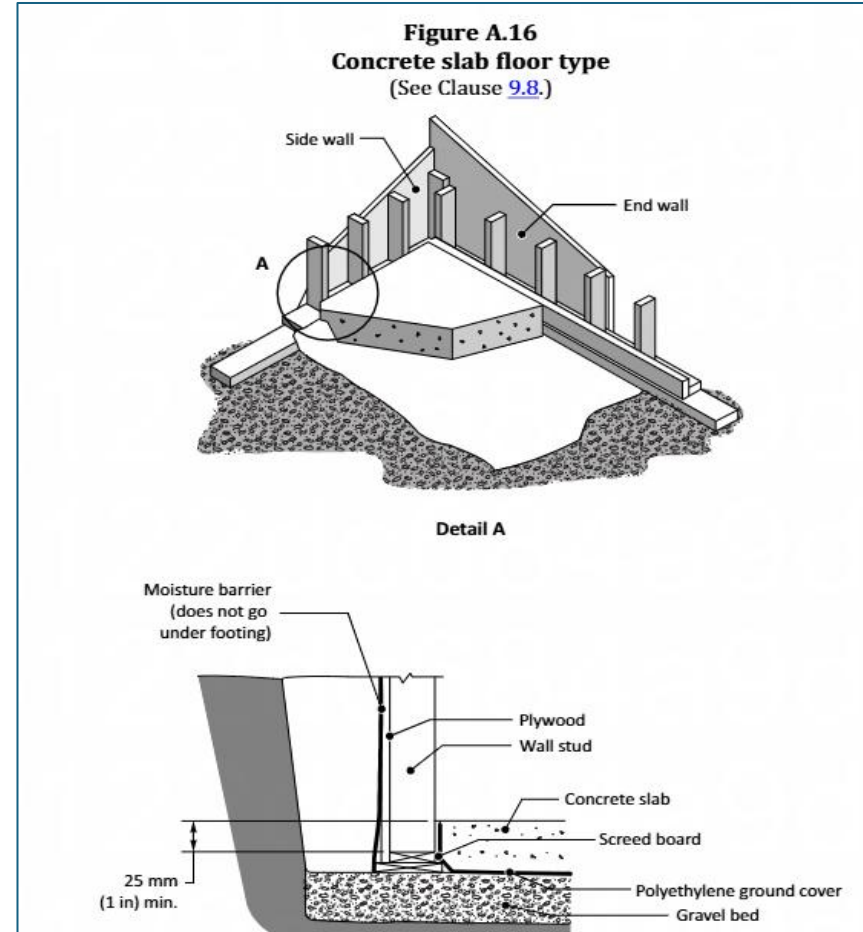 Figure A.16
Concrete slab floor type
(See Clause 9.8.)
Side wall
End wall
A
Detail A
Moisture barrier
(does not go
under footing)
Plywood
Wall stud
Concrete slab
Screed board
25 mm
(1 in) min.
Polyethylene ground cover
Gravel bed